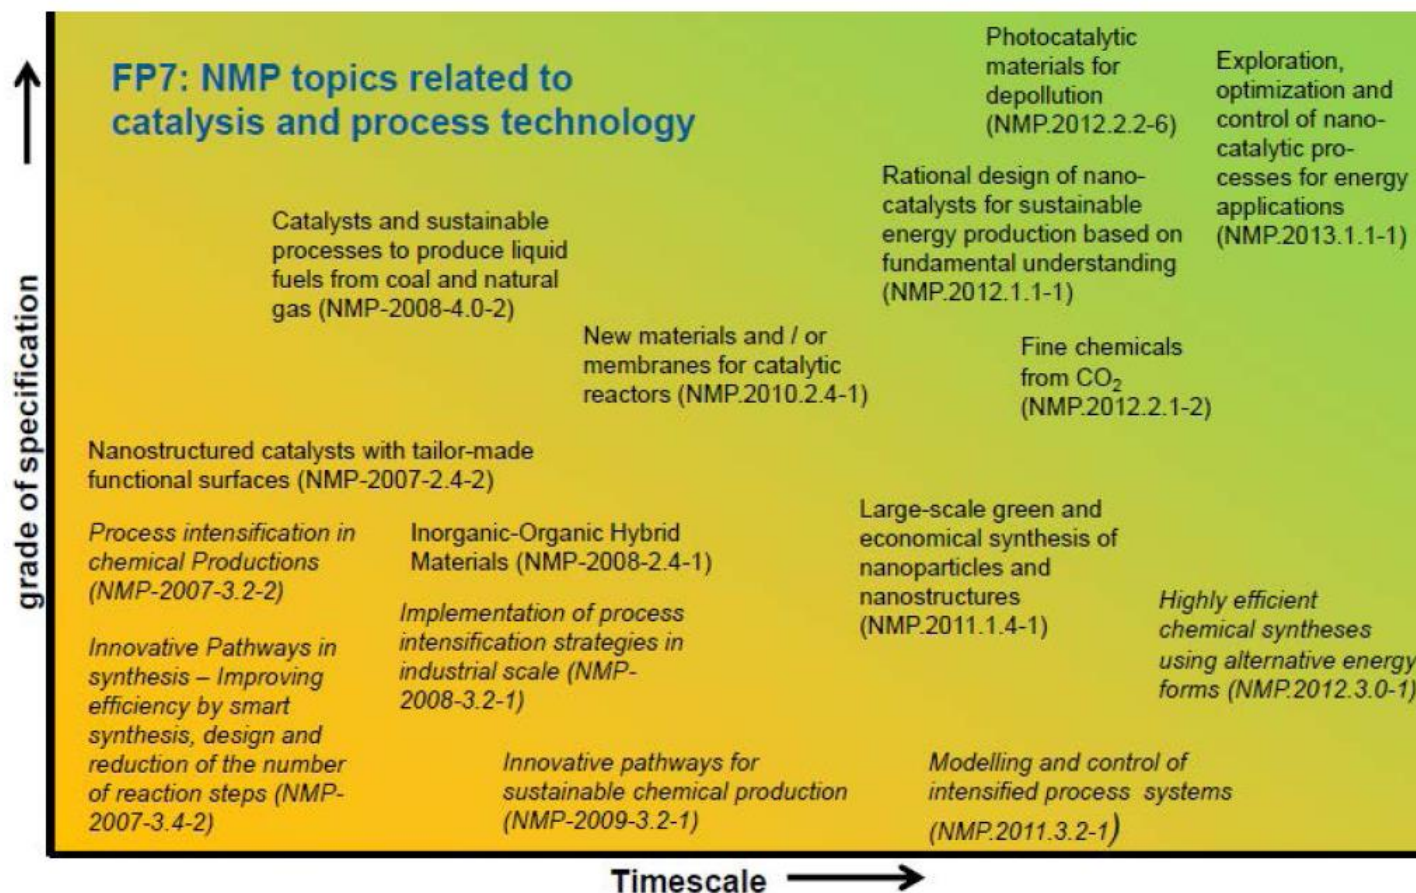 FP7: NMP topics related to
catalysis and process technology
Photocatalytic
materials for
depollution
(NMP.2012.2.2-6)
Exploration,
optimization and
control of nano-
catalytic pro-
cesses for energy
applications
(NMP.2013.1.1-1)
Rational design of nano-
catalysts for sustainable
energy production based on
fundamental understanding
(NMP.2012.1.1-1)
Catalysts and sustainable
processes to produce liquid
fuels from coal and natural
gas (NMP-2008-4.0-2)
New materials and / or
membranes for catalytic
reactors (NMP.2010.2.4-1)
Fine chemicals
from CO₂
(NMP.2012.2.1-2)
Nanostructured catalysts with tailor-made
functional surfaces (NMP-2007-2.4-2)
Process intensification in
chemical Productions
(NMP-2007-3.2-2)
Inorganic-Organic Hybrid
Materials (NMP-2008-2.4-1)
Large-scale green and
economical synthesis of
nanoparticles and
nanostructures
(NMP.2011.1.4-1)
Implementation of process
intensification strategies in
industrial scale (NMP-
2008-3.2-1)
Highly efficient
chemical syntheses
using alternative energy
forms (NMP.2012.3.0-1)
Innovative Pathways in
synthesis – Improving
efficiency by smart
synthesis, design and
reduction of the number
of reaction steps (NMP-
2007-3.4-2)
Innovative pathways for
sustainable chemical production
(NMP-2009-3.2-1)
Modelling and control of
intensified process systems
(NMP.2011.3.2-1)
grade of specification
Timescale